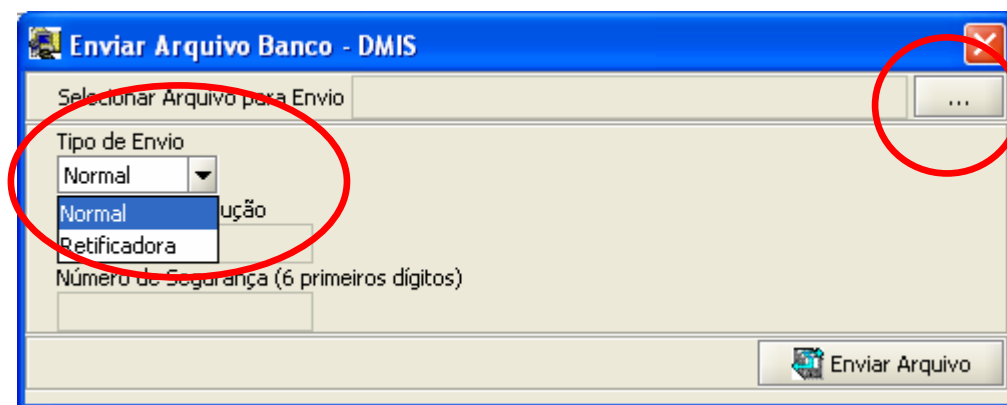 Enviar Arquivo Banco - DMIS
Selecionar Arquivo para Envio
...
Tipo de Envio
Normal
Normal
ução
Retificadora
Número de Segurança (6 primeiros dígitos)
Enviar Arquivo